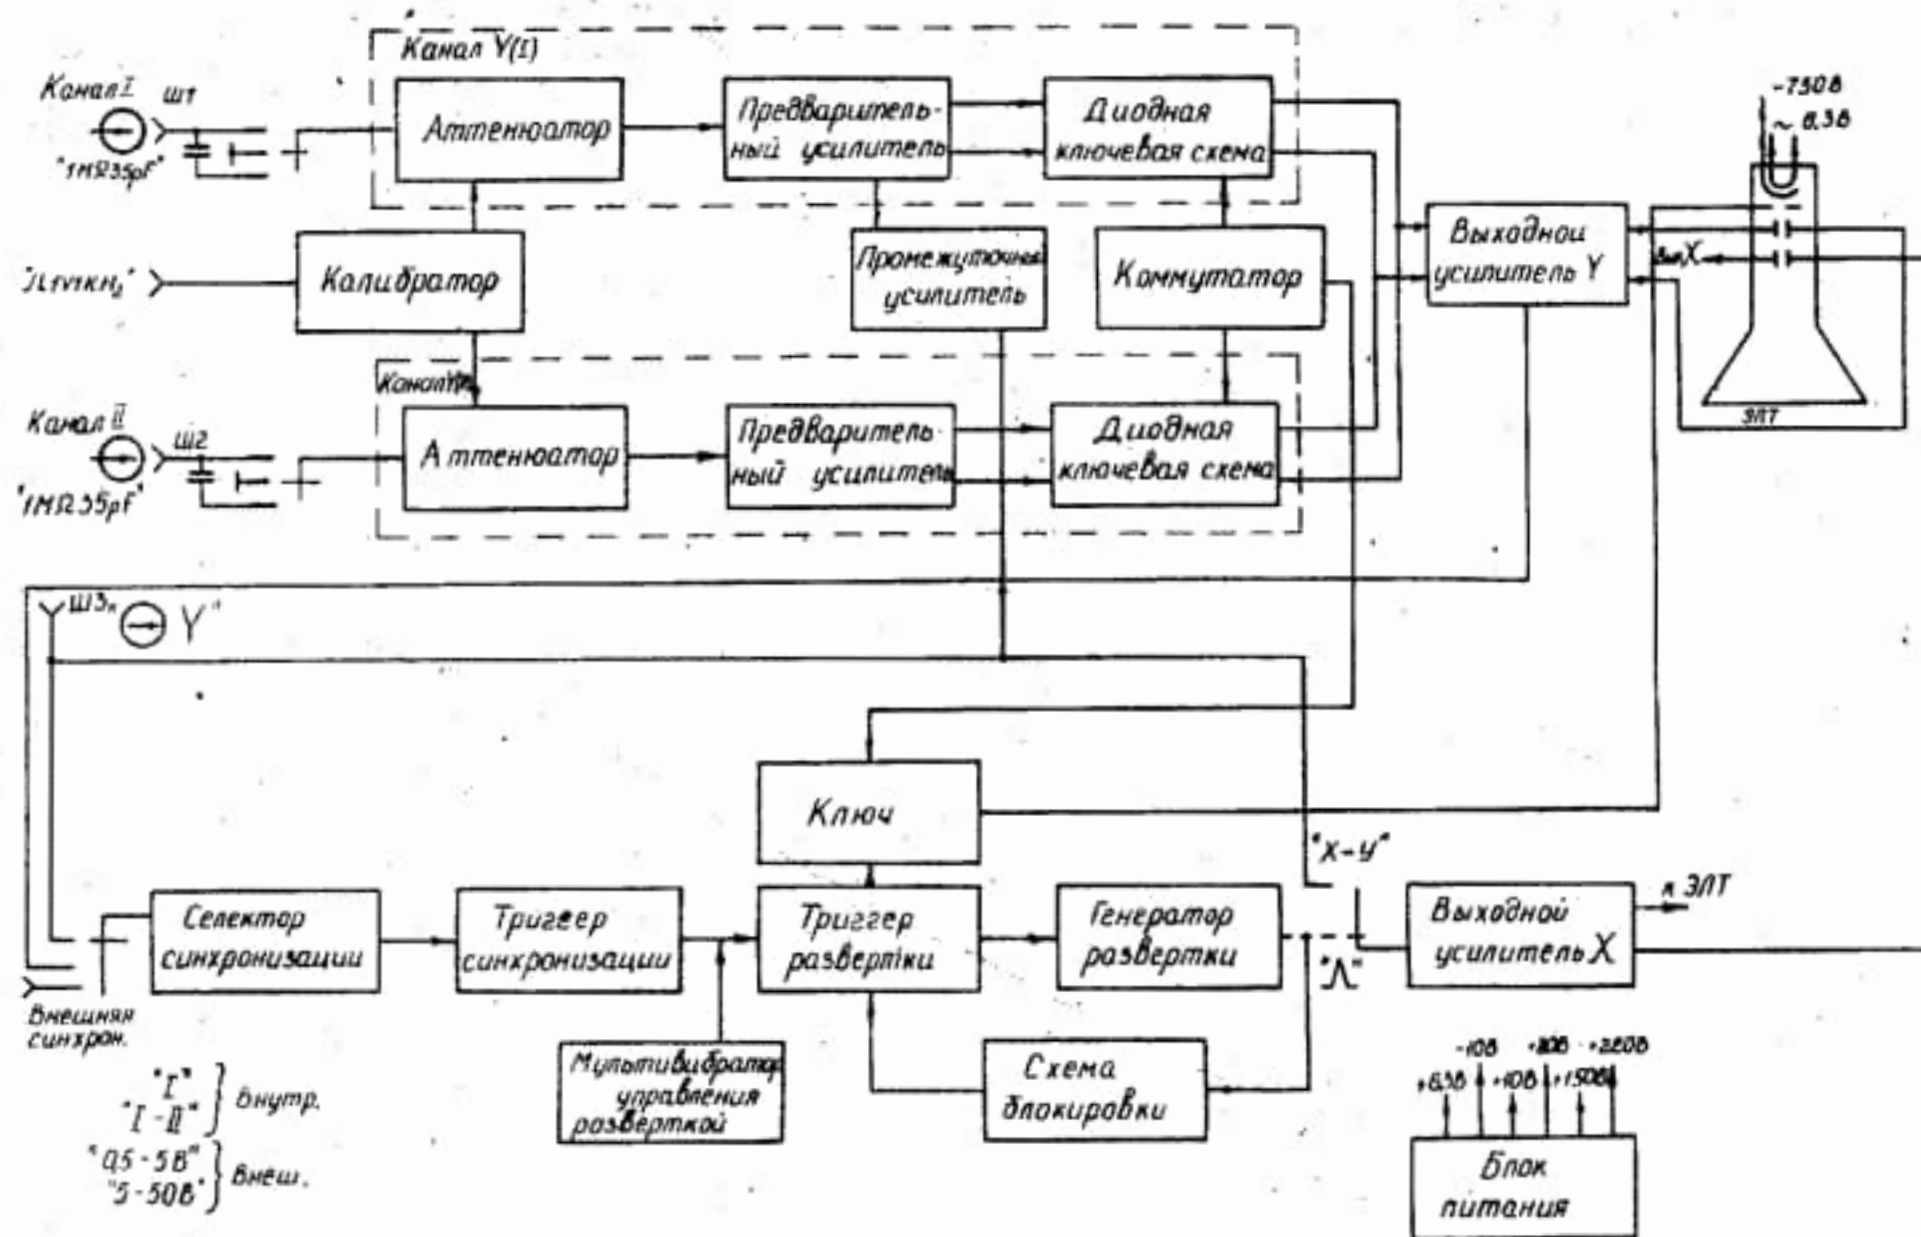 Канал Y(I)
Канал I
Ш1
"1MΩ35pF"
Аттенюатор
Предваритель-
ный усилитель
Диодная
ключевая схема
-750В
~ 6.3В
Калибратор
Промежуточный
усилитель
Коммутатор
Выходной
усилитель Y
X
ЭЛТ
Канал
Канал II
Ш2
"1MΩ35pF"
Аттенюатор
Предваритель-
ный усилитель
Диодная
ключевая схема
Ш3
" Y"
Ключ
"X-Y"
Селектор
синхронизации
Триггер
синхронизации
Триггер
развертки
Генератор
развертки
Выходной
усилитель X
к ЭЛТ
Внешняя
синхрон.
Мультивибратор
управления
разверткой
Схема
блокировки
"I"
"I-II"
Внутр.
"0,5-5В"
"5-50В"
Внеш.
-10В
+280В
+6.3В
+10В
+150В
Блок
питания